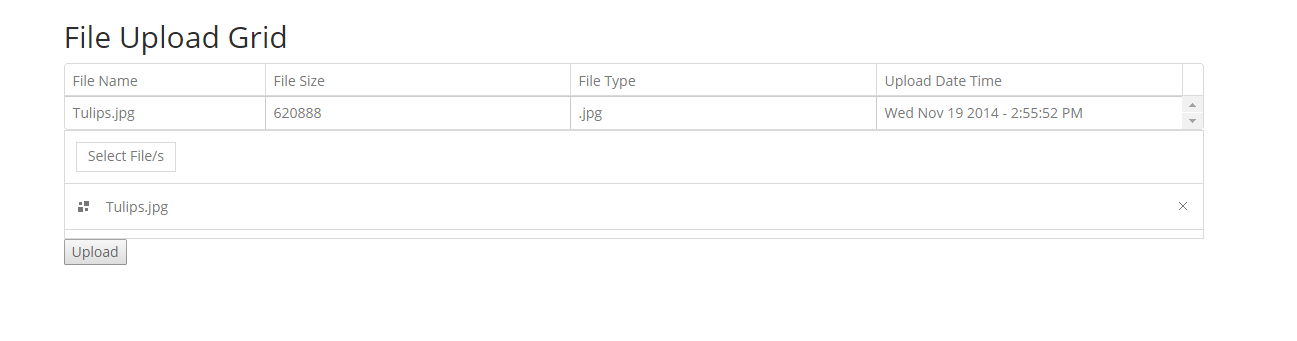 File Upload Grid
File Name File Size File Type Upload Date Time
Tulips.jpg 620888 .jpg Wed Nov 19 2014 - 2:55:52 PM
Select File/s
Tulips.jpg
Upload